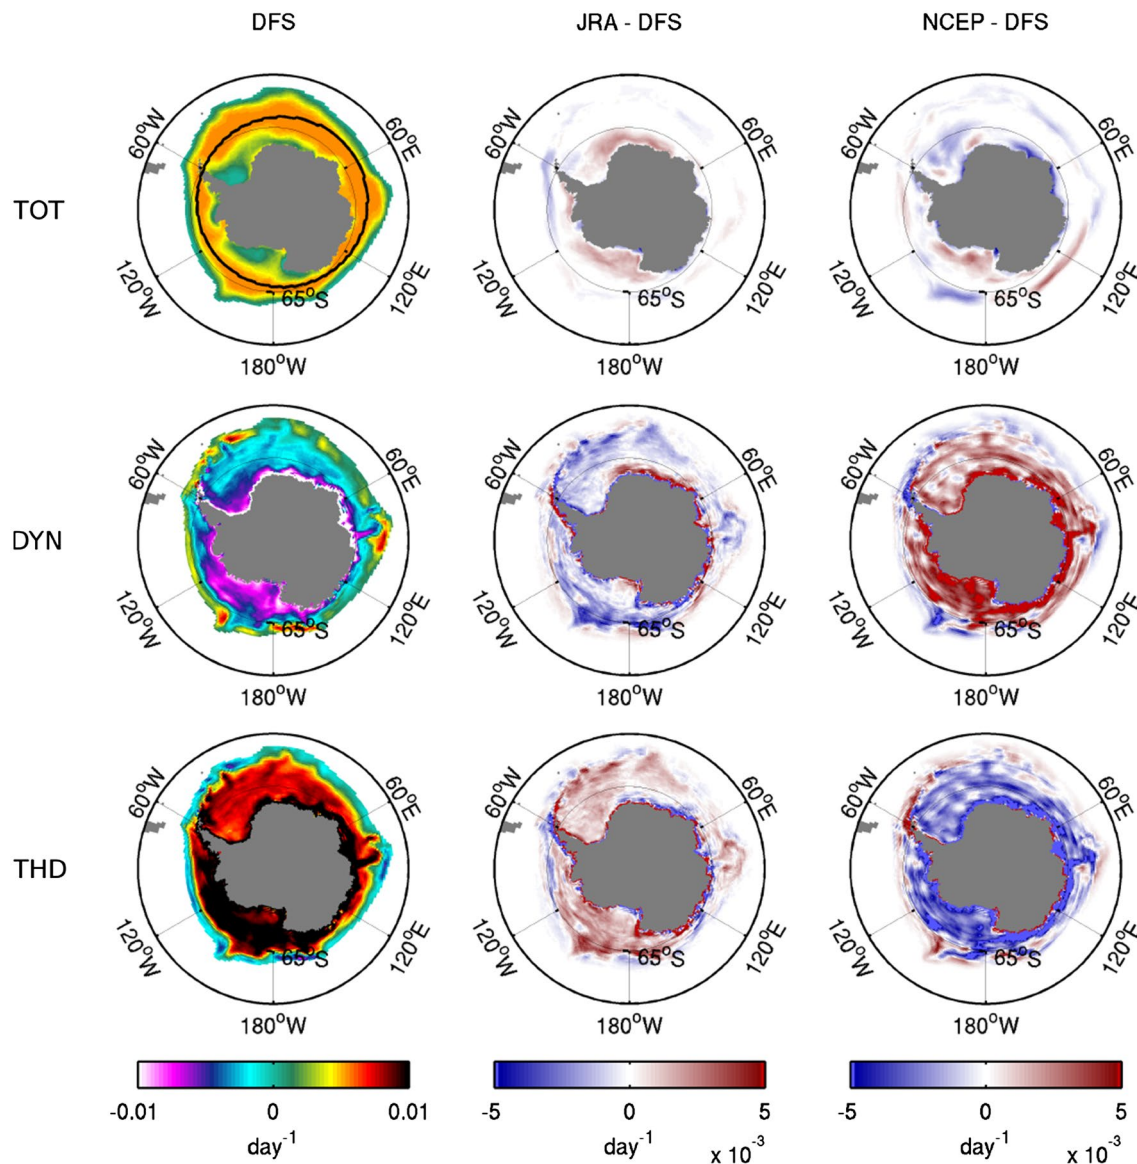 DFS JRA - DFS NCEP - DFS
TOT
60°W 60°E 60°W 60°E 60°W 60°E
120°W 65°S 120°E 120°W 65°S 120°E 120°W 65°S 120°E
180°W 180°W 180°W
DYN
60°W 60°E 60°W 60°E 60°W 60°E
120°W 65°S 120°E 120°W 65°S 120°E 120°W 65°S 120°E
180°W 180°W 180°W
THD
60°W 60°E 60°W 60°E 60°W 60°E
120°W 65°S 120°E 120°W 65°S 120°E 120°W 65°S 120°E
180°W 180°W 180°W
-0.01 0 0.01 -5 0 5 -5 0 5
day⁻¹ day⁻¹ x 10⁻³ day⁻¹ x 10⁻³